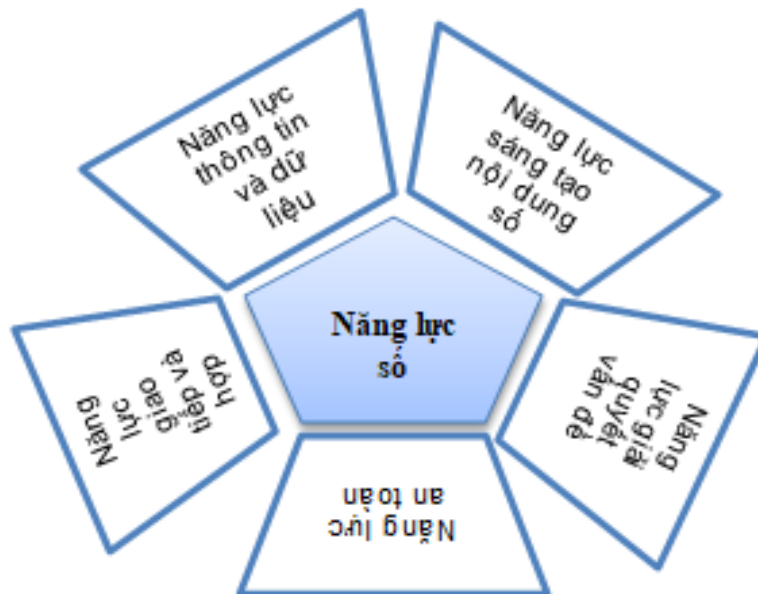 Năng lực
thông tin
và dữ
liệu
Năng lực
sáng tạo
nội dung
số
Năng lực
số
Năng
lực
giao
tiếp và
hợp
Năng
lực giải
quyết
vấn đề
Năng lực
an toàn